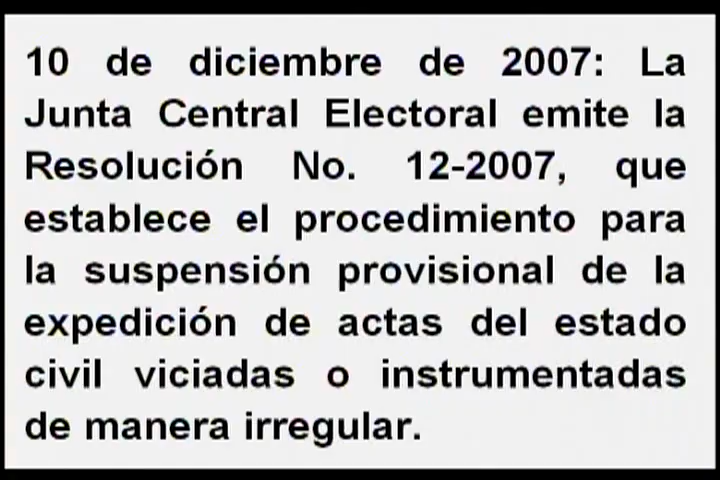 10 de diciembre de 2007: La
Junta Central Electoral emite la
Resolución No. 12-2007, que
establece el procedimiento para
la suspensión provisional de la
expedición de actas del estado
civil viciadas o instrumentadas
de manera irregular.